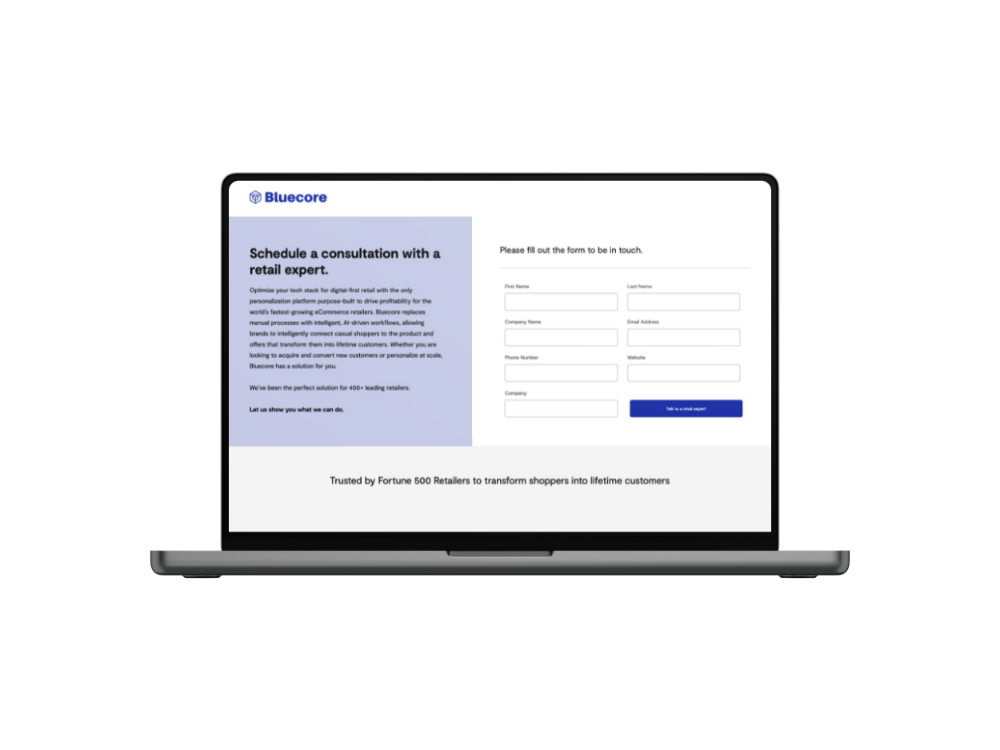 Bluecore
Schedule a consultation with a
retail expert.
Optimise your tech stack for digital-first retail with the only
personalization platform purpose-built to drive profitability for the
world's fastest-growing eCommerce retailers. Bluecore replaces
manual processes with intelligent, AI-driven workflows, allowing
brands to intelligently connect casual shoppers to the product and
offers that transform them into lifetime customers. Whether you are
looking to acquire and convert new customers or personalize at scale,
Bluecore has a solution for you.
We've been the perfect solution for 400+ leading retailers.
Let us show you what we can do.
Please fill out the form to be in touch.
First Name
Last Name
Company Name
Email Address
Phone Number
Website
Company
Talk to a retail expert
Trusted by Fortune 500 Retailers to transform shoppers into lifetime customers